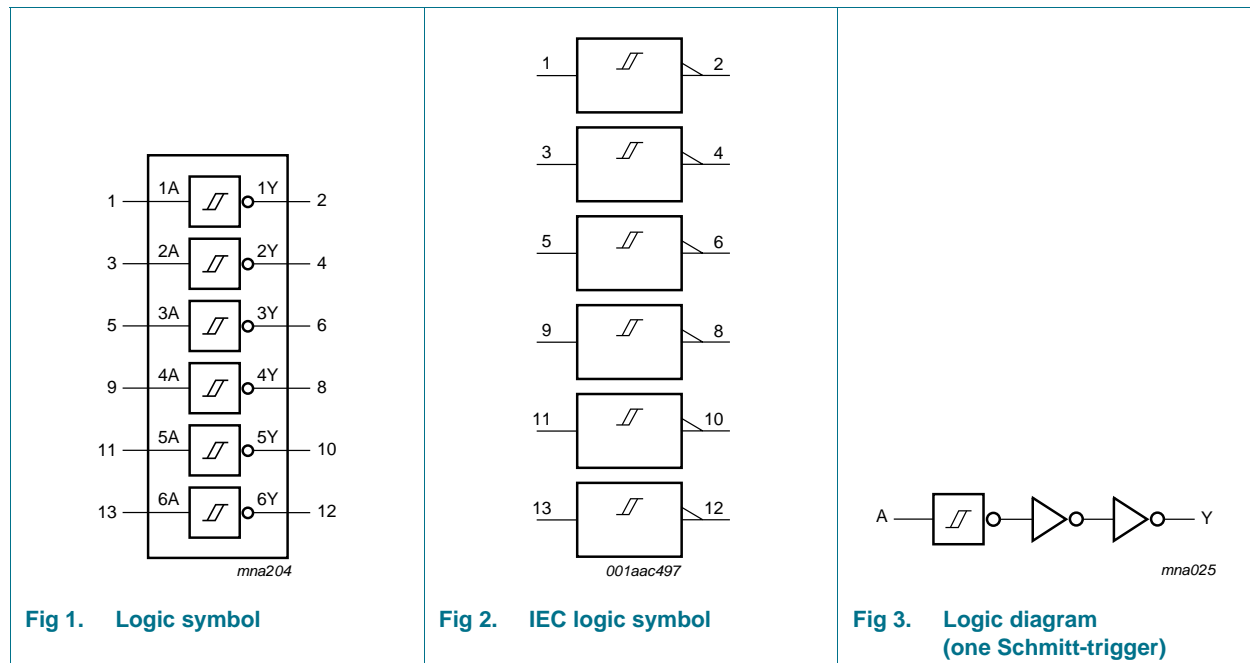 1 1A 1Y 2
3 2A 2Y 4
5 3A 3Y 6
9 4A 4Y 8
11 5A 5Y 10
13 6A 6Y 12
mna204
Fig 1. Logic symbol
1 2
3 4
5 6
9 8
11 10
13 12
001aac497
Fig 2. IEC logic symbol
A Y
mna025
Fig 3. Logic diagram
(one Schmitt-trigger)